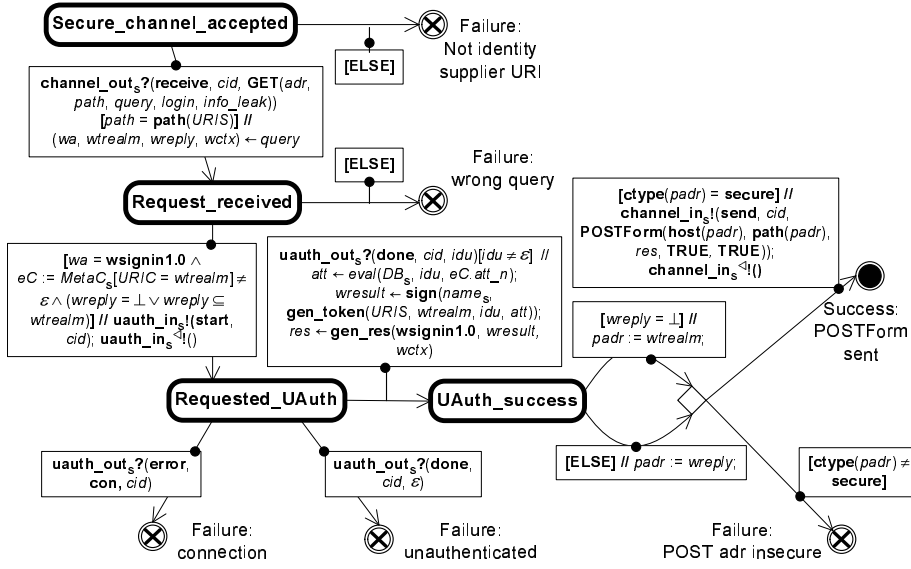 Secure_channel_accepted
Failure:
Not identity
supplier URI
[ELSE]
channel_outₛ?(receive, cid, GET(adr,
path, query, login, info_leak))
[path = path(URIS)] //
(wa, wtrealm, wreply, wctx) ← query
[ELSE]
Failure:
wrong query
Request_received
[wa = wsignin1.0 ∧
eC := MetaCₛ[URIC = wtrealm] ≠
ε ∧ (wreply = ⊥ ∨ wreply ⊆
wtrealm)] // uauth_inₛ!(start,
cid); uauth_inₛ◁!()
uauth_outₛ?(done, cid, idu)[idu ≠ ε] //
att ← eval(DBₛ, idu, eC.att_n);
wresult ← sign(nameₛ,
gen_token(URIS, wtrealm, idu, att));
res ← gen_res(wsignin1.0, wresult,
wctx)
[ctype(padr) = secure] //
channel_inₛ!(send, cid,
POSTForm(host(padr), path(padr),
res, TRUE, TRUE));
channel_inₛ◁!()
Success:
POSTForm
sent
[wreply = ⊥] //
padr := wtrealm;
Requested_UAuth
UAuth_success
[ELSE] // padr := wreply;
[ctype(padr) ≠
secure]
uauth_outₛ?(error,
con, cid)
uauth_outₛ?(done,
cid, ε)
Failure:
connection
Failure:
unauthenticated
Failure:
POST adr insecure